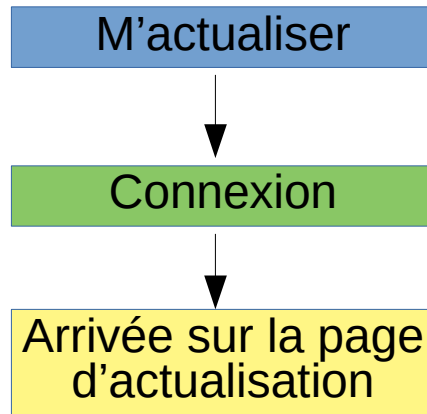 M’actualiser
Connexion
Arrivée sur la page
d’actualisation